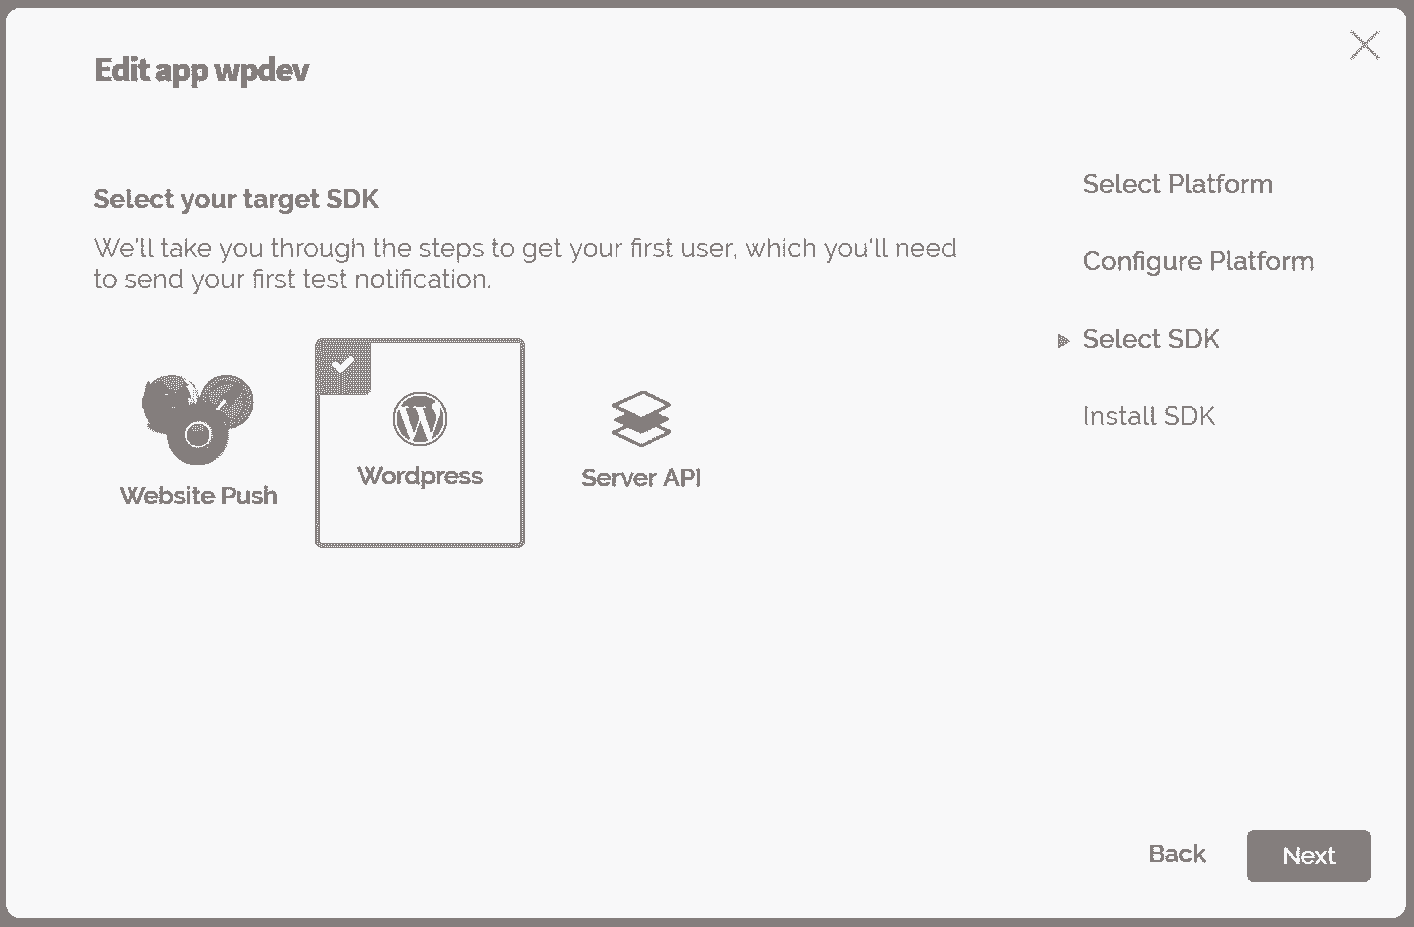 Edit app wpdev
Select your target SDK
We'll take you through the steps to get your first user, which you'll need
to send your first test notification.
Website Push
Wordpress
Server API
Select Platform
Configure Platform
Select SDK
Install SDK
Back
Next